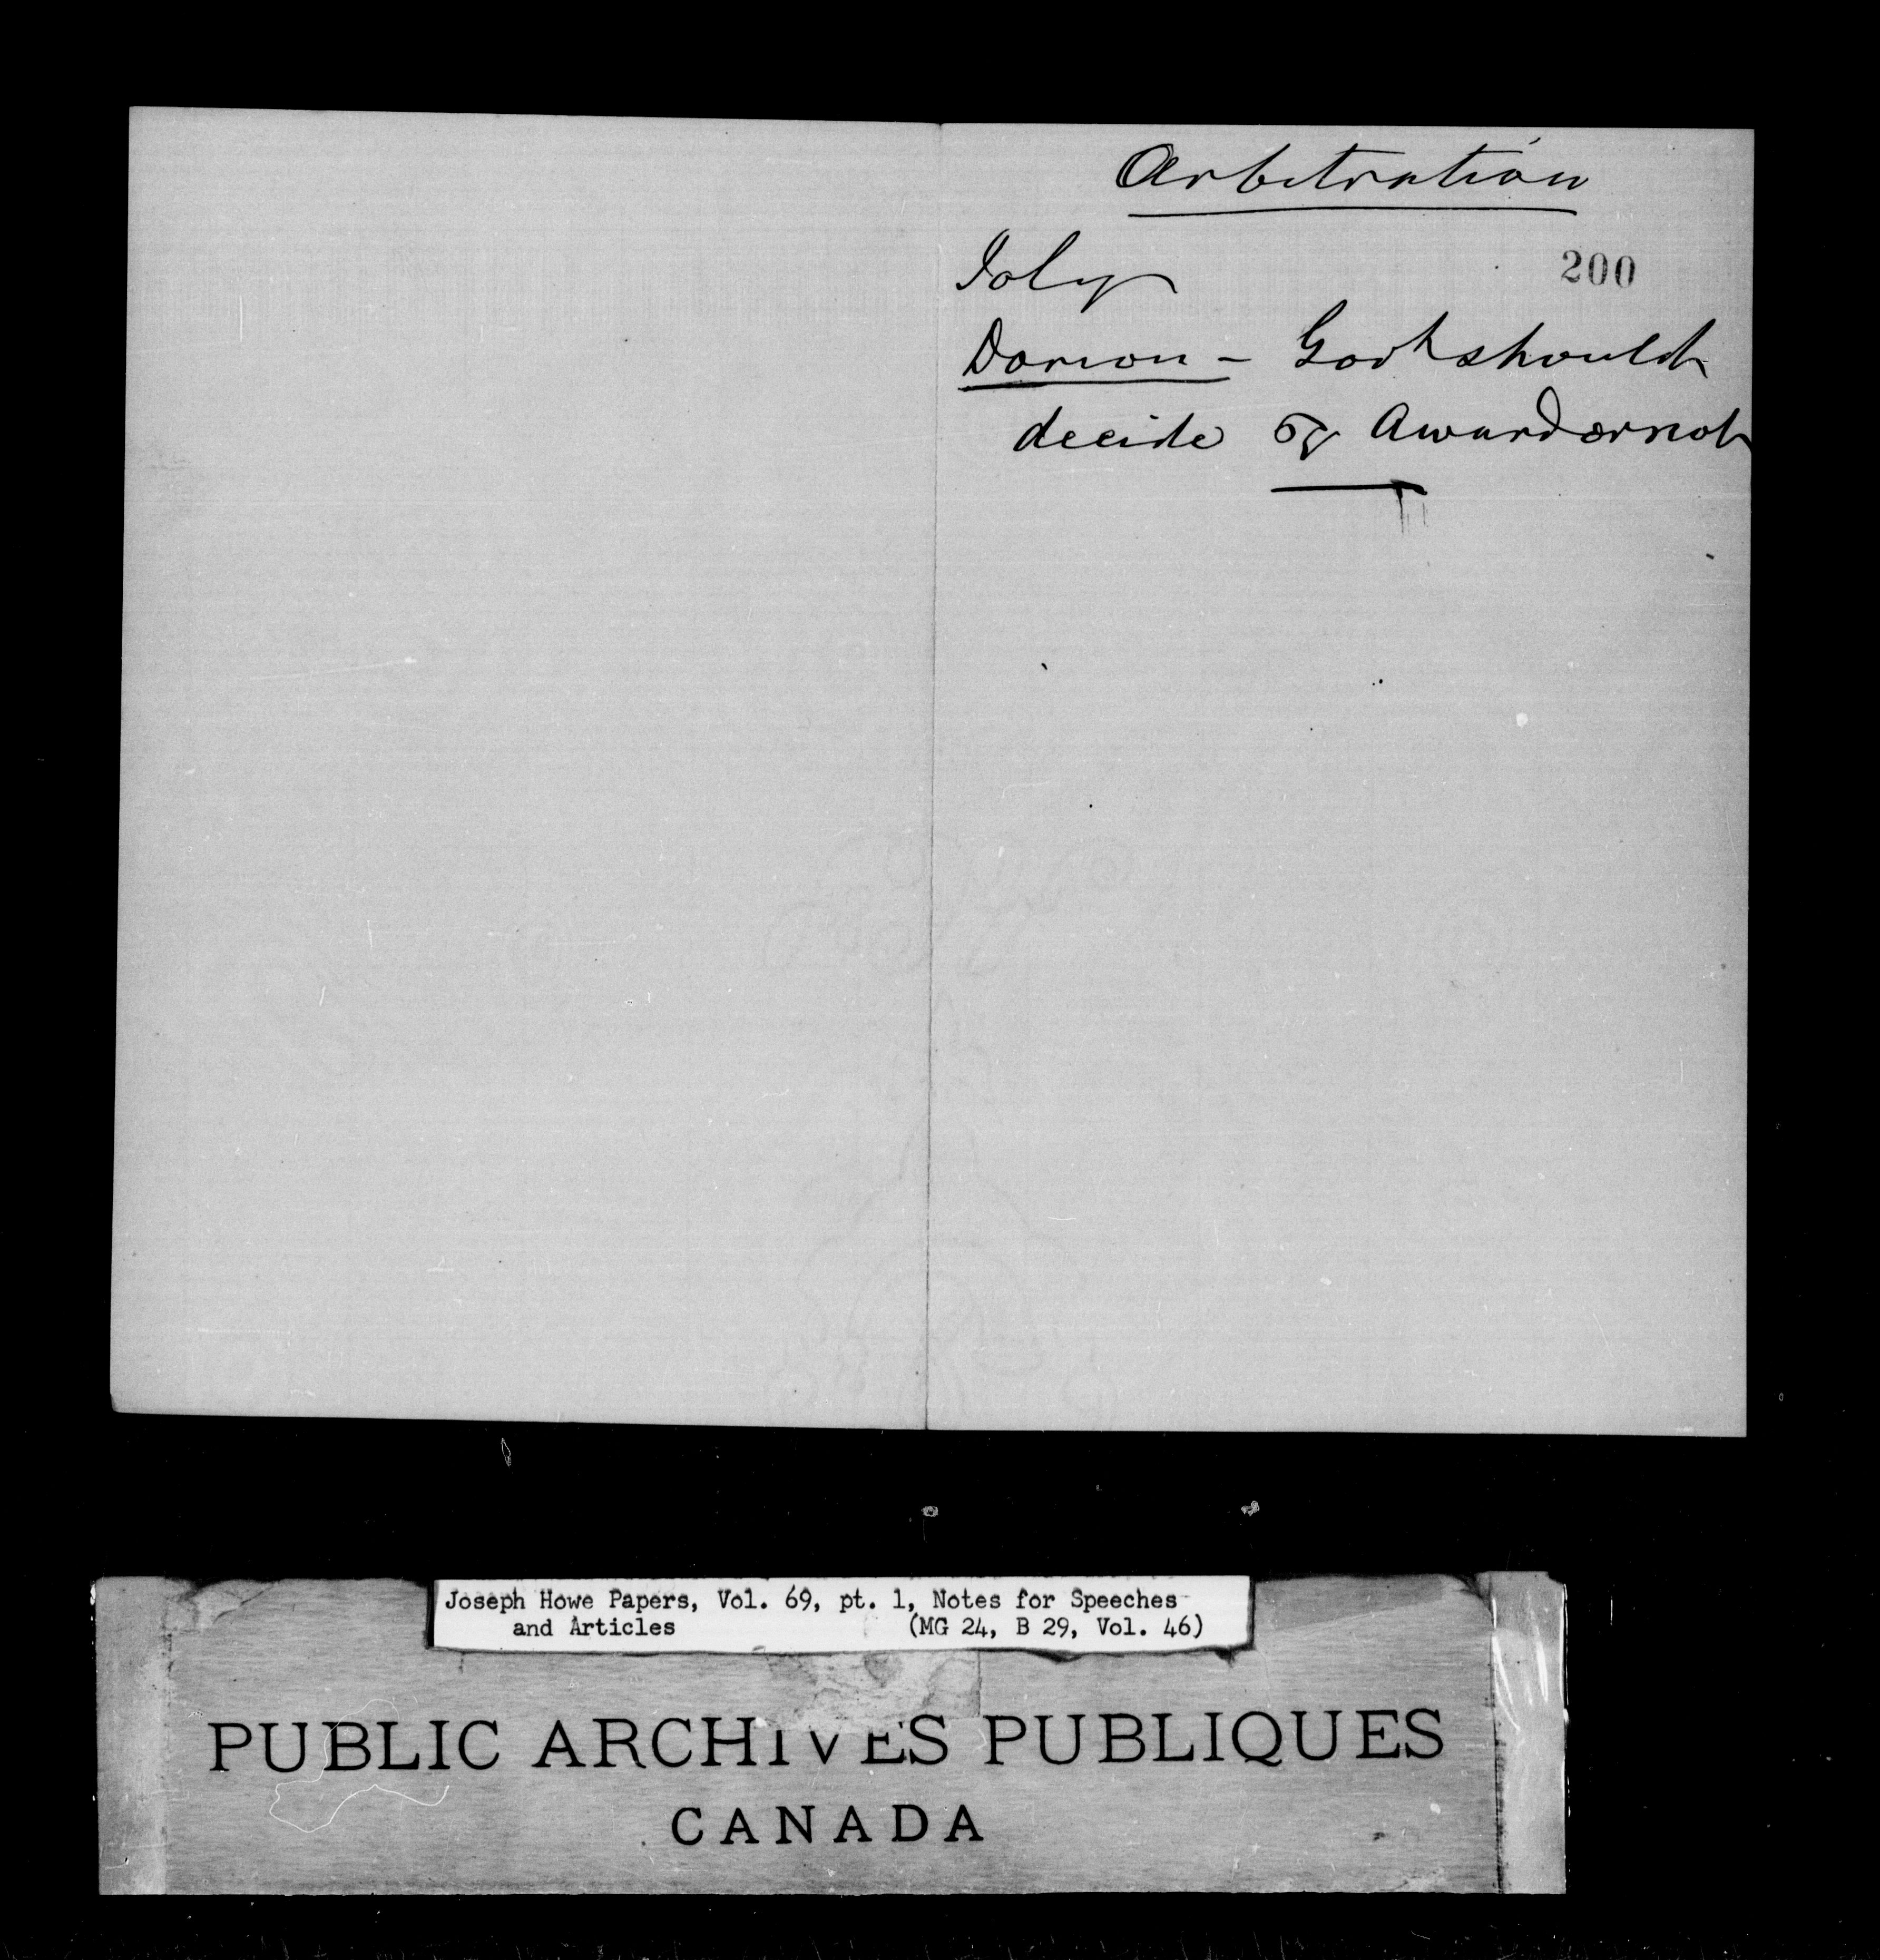 Arbitration
200
Joly
Dorion - Govt should
decide if Award or not
Joseph Howe Papers, Vol. 69, pt. 1, Notes for Speeches
and Articles (MG 24, B 29, Vol. 46)
PUBLIC ARCHIVES PUBLIQUES
CANADA